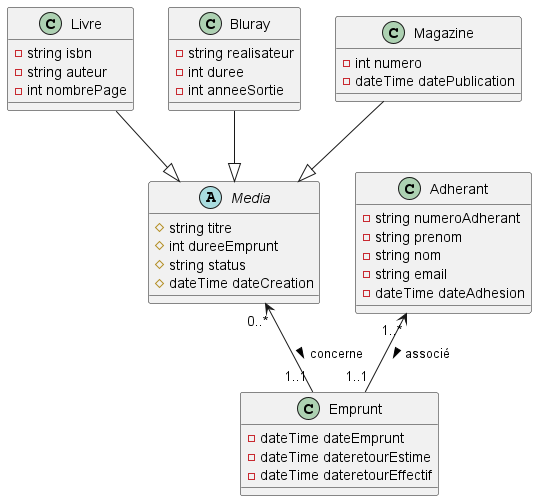 C Livre
string isbn
string auteur
int nombrePage
C Bluray
string realisateur
int duree
int anneeSortie
C Magazine
int numero
dateTime datePublication
A Media
string titre
int dureeEmprunt
string status
dateTime dateCreation
C Adherant
string numeroAdherant
string prenom
string nom
string email
dateTime dateAdhesion
0..*
1..*
concerne
associé
1..1
1..1
C Emprunt
dateTime dateEmprunt
dateTime dateretourEstime
dateTime dateretourEffectif